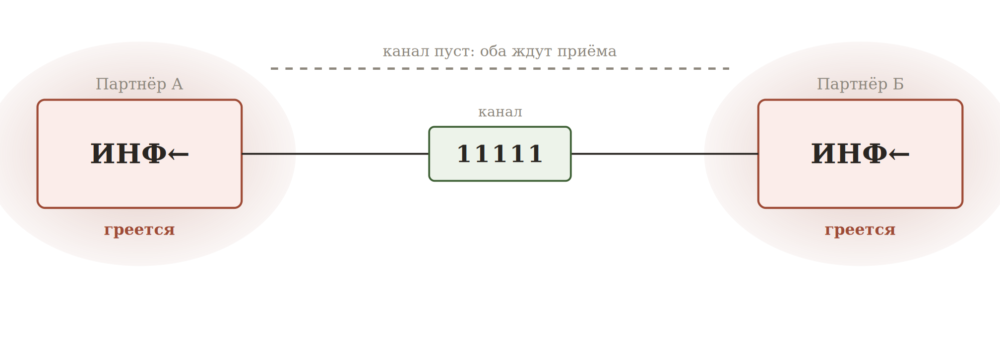 канал пуст: оба ждут приёма
Партнёр А
Партнёр Б
канал
ИНФ←
11111
ИНФ←
греется
греется